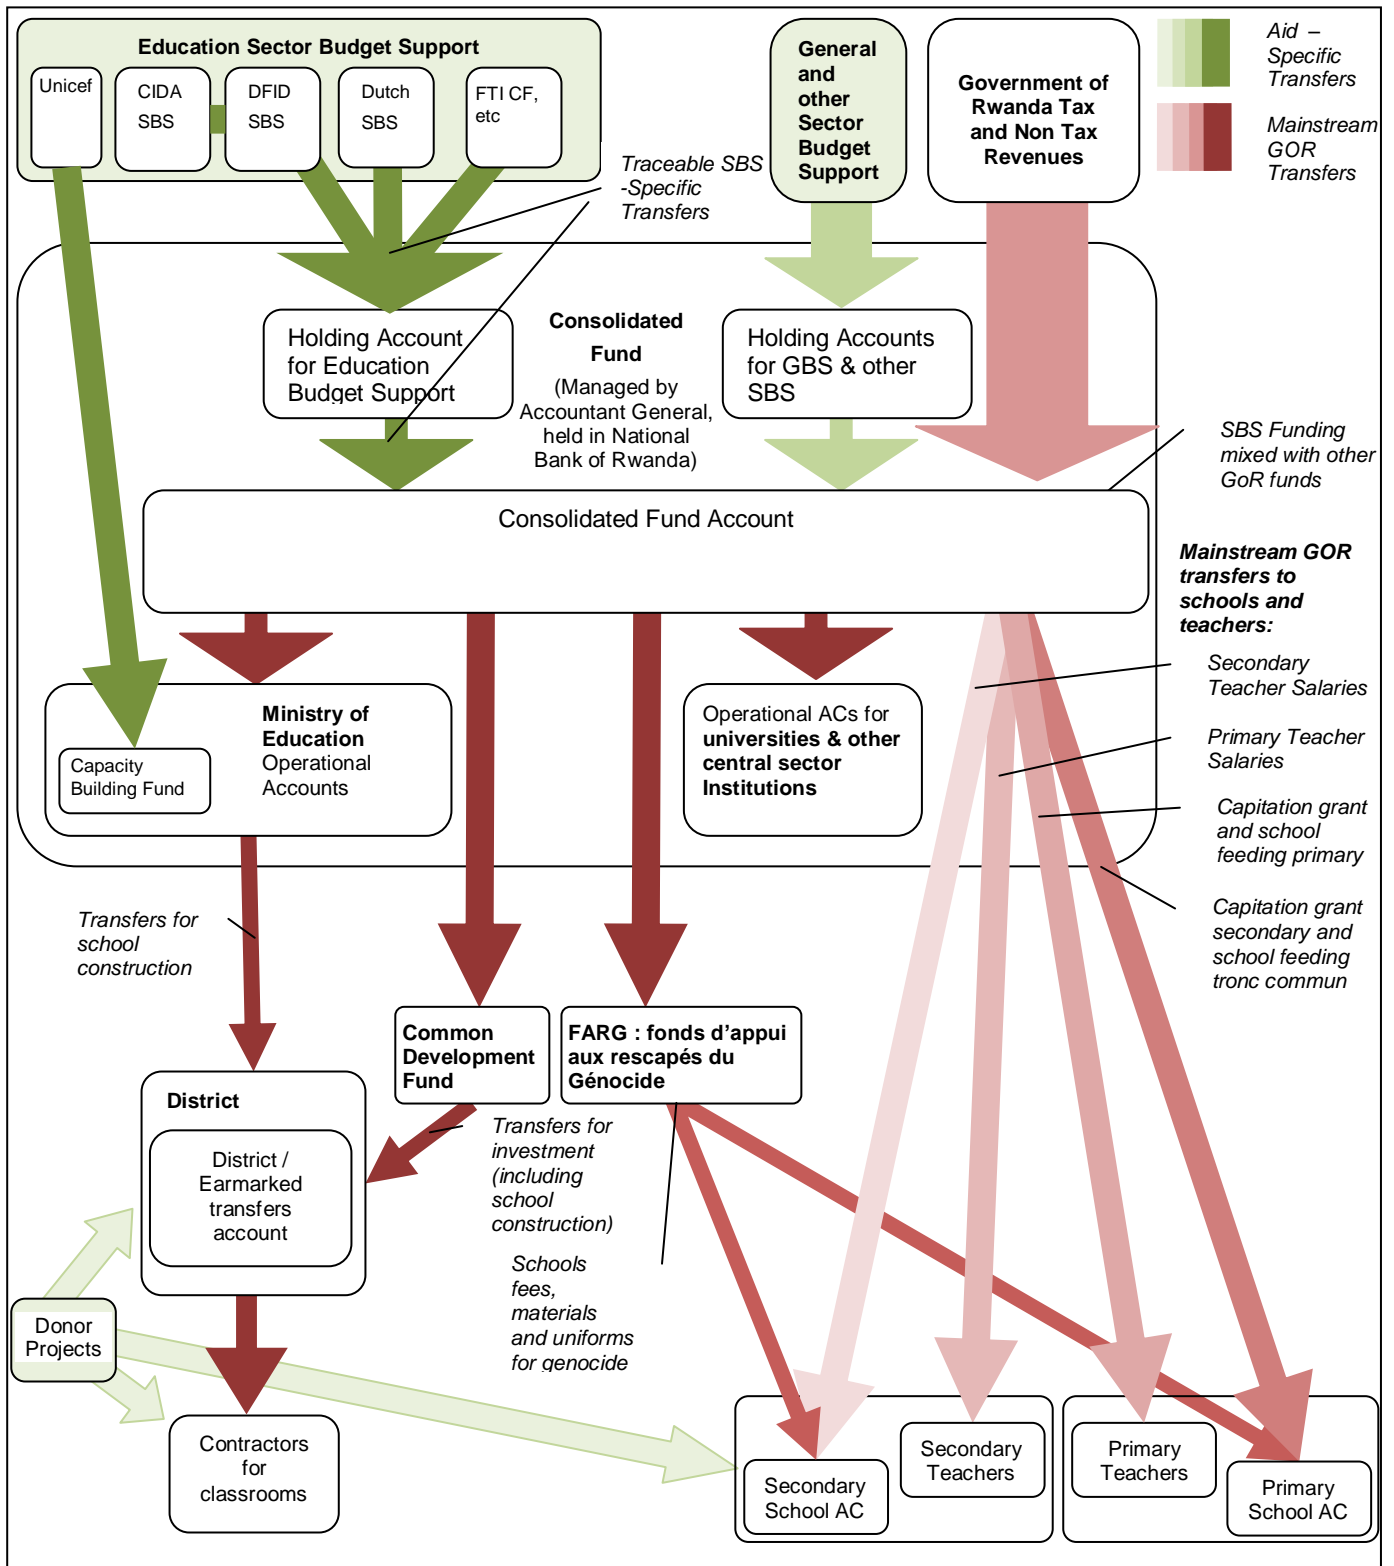 Education Sector Budget Support
Unicef
CIDA
SBS
DFID
SBS
Dutch
SBS
FTI CF,
etc
General
and
other
Sector
Budget
Support
Government of
Rwanda Tax
and Non Tax
Revenues
Aid –
Specific
Transfers
Mainstream
GOR
Transfers
Traceable SBS
-Specific
Transfers
Holding Account
for Education
Budget Support
Consolidated
Fund
(Managed by
Accountant General,
held in National
Bank of Rwanda)
Holding Accounts
for GBS & other
SBS
SBS Funding
mixed with other
GoR funds
Consolidated Fund Account
Mainstream GOR
transfers to
schools and
teachers:
Secondary
Teacher Salaries
Primary Teacher
Salaries
Capitation grant
and school
feeding primary
Capitation grant
secondary and
school feeding
tronc commun
Ministry of
Education
Operational
Accounts
Capacity
Building Fund
Operational ACs for
universities & other
central sector
Institutions
Transfers for
school
construction
Common
Development
Fund
FARG : fonds d’appui
aux rescapés du
Génocide
District
District /
Earmarked
transfers
account
Transfers for
investment
(including
school
construction)
Schools
fees,
materials
and uniforms
for genocide
Donor
Projects
Contractors
for
classrooms
Secondary
School AC
Secondary
Teachers
Primary
Teachers
Primary
School AC